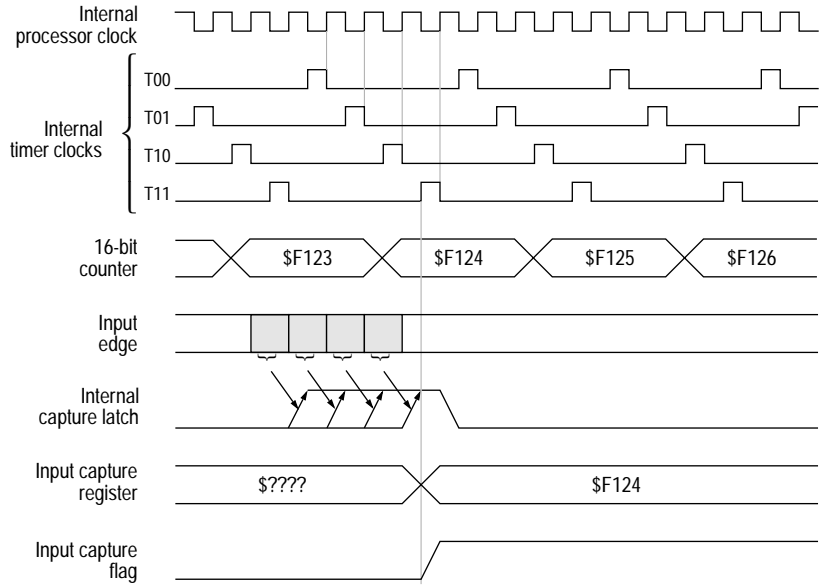 Internal
processor clock
T00
T01
Internal
timer clocks
T10
T11
16-bit
counter
$F123
$F124
$F125
$F126
Input
edge
Internal
capture latch
Input capture
register
$????
$F124
Input capture
flag